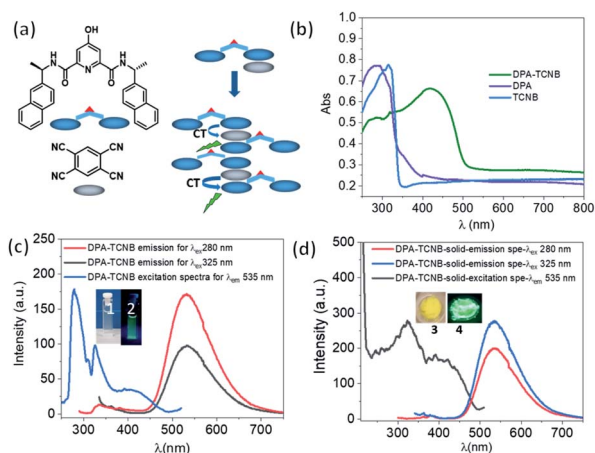 (a)
OH
H
N
O
N
O
H
N
NC
CN
NC
CN
CT
CT
(b)
Abs
0.9
0.8
0.7
0.6
0.5
0.4
0.3
0.2
DPA-TCNB
DPA
TCNB
300 400 500 600 700 800
λ (nm)
(c)
Intensity (a.u.)
250
200
150
100
50
0
DPA-TCNB emission for λex280 nm
DPA-TCNB emission for λex325 nm
DPA-TCNB excitation spectra for λem 535 nm
1 2
300 400 500 600 700
λ(nm)
(d)
Intensity (a.u.)
500
400
300
200
100
0
DPA-TCNB-solid-emission spe-λex 280 nm
DPA-TCNB-solid-emission spe-λex 325 nm
DPA-TCNB-solid-excitation spe-λem 535 nm
3 4
300 400 500 600 700
λ(nm)